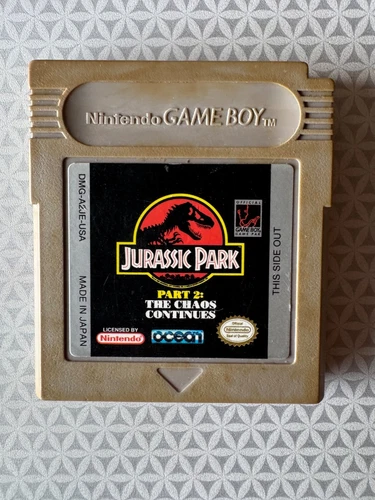 Nintendo GAME BOY TM
DMG-A2JE-USA
MADE IN JAPAN
OFFICIAL
GAME BOY
GAME PAK
THIS SIDE OUT
JURASSIC PARK
PART 2:
THE CHAOS
CONTINUES
LICENSED BY
Nintendo
ocean
Official
Nintendo
Seal of Quality